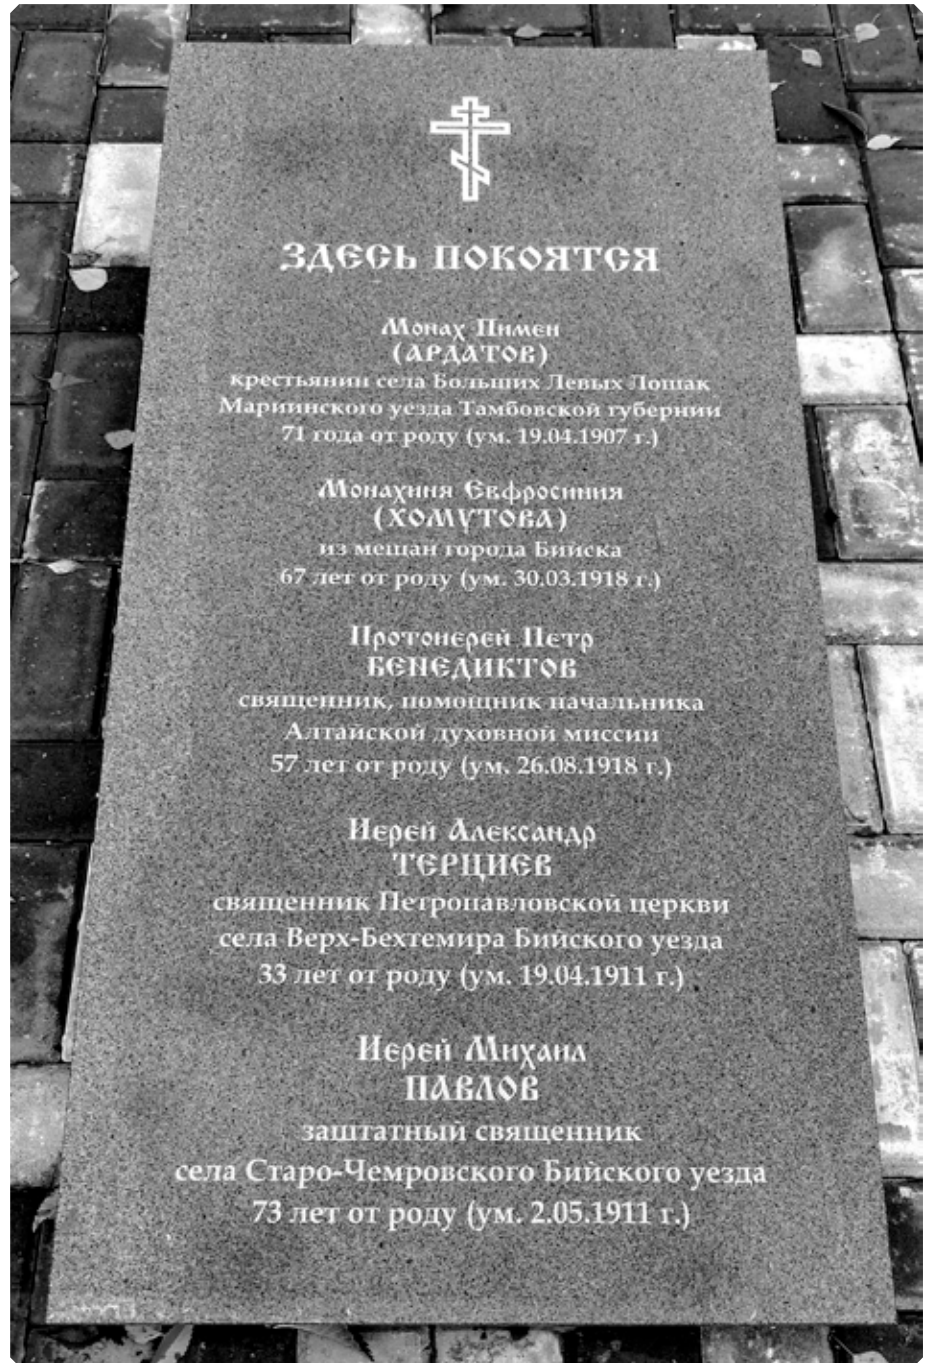 ЗДЕСЬ ПОКОЯТСЯ
Монах Пимен
(АРДАТОВ)
крестьянин села Больших Левых Лошак
Мариинского уезда Тамбовской губернии
71 года от роду (ум. 19.04.1907 г.)
Монахиня Евфросиния
(ХОМУТОВА)
из мещан города Бийска
67 лет от роду (ум. 30.03.1918 г.)
Протоиерей Петр
БЕНЕДИКТОВ
священник, помощник начальника
Алтайской духовной миссии
57 лет от роду (ум. 26.08.1918 г.)
Иерей Александр
ТЕРЦИЕВ
священник Петропавловской церкви
села Верх-Бехтемира Бийского уезда
33 лет от роду (ум. 19.04.1911 г.)
Иерей Михаил
ПАВЛОВ
заштатный священник
села Старо-Чемровского Бийского уезда
73 лет от роду (ум. 2.05.1911 г.)